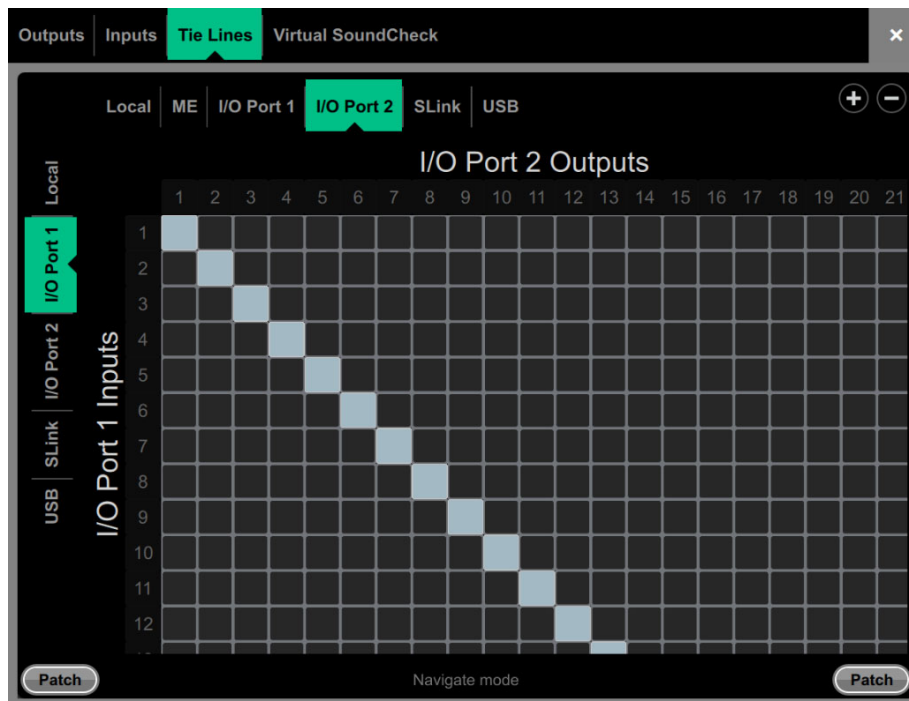 Outputs Inputs Tie Lines Virtual SoundCheck ×
Local ME I/O Port 1 I/O Port 2 SLink USB + −
I/O Port 2 Outputs
1 2 3 4 5 6 7 8 9 10 11 12 13 14 15 16 17 18 19 20 21
Local
I/O Port 1
I/O Port 2
SLink
USB
I/O Port 1 Inputs
1
2
3
4
5
6
7
8
9
10
11
12
Patch Navigate mode Patch